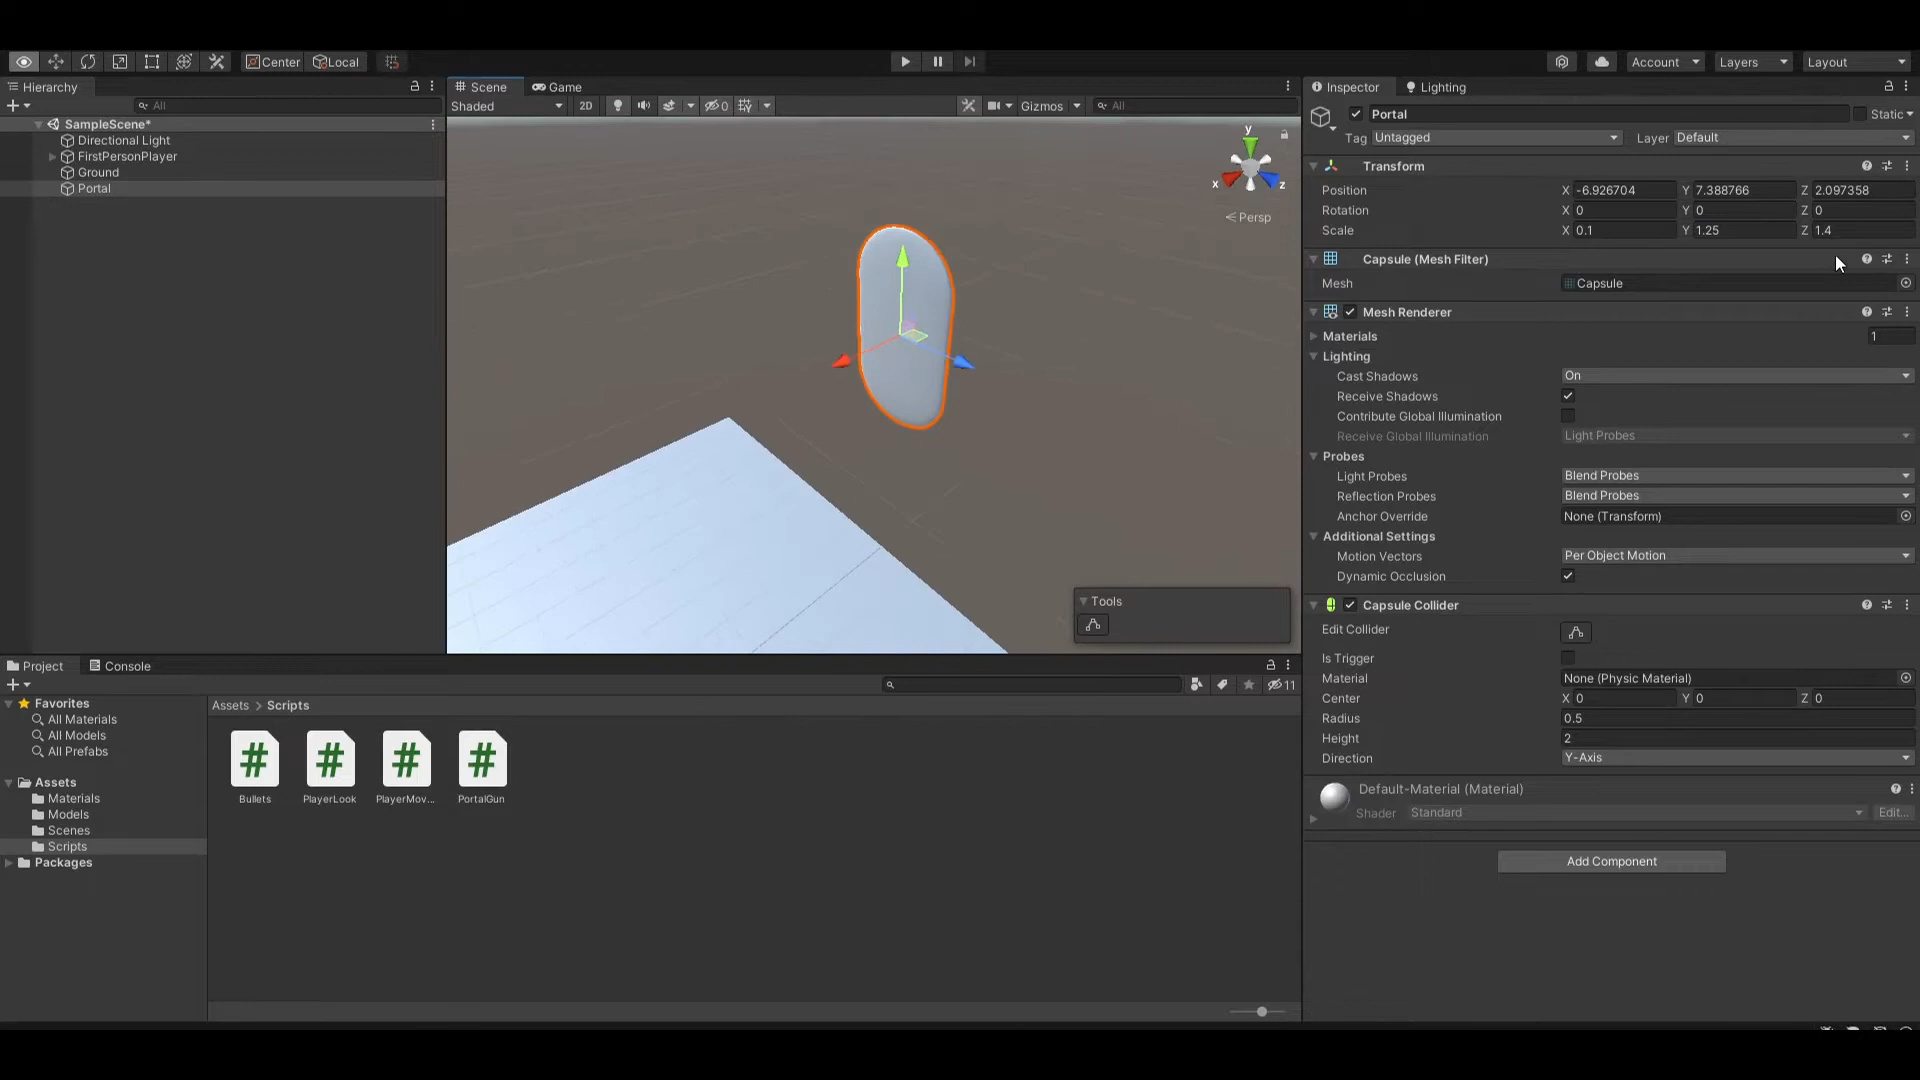 Center
Local
Account
Layers
Layout
Hierarchy
All
SampleScene*
Directional Light
FirstPersonPlayer
Ground
Portal
Scene
Game
Shaded
2D
0
Gizmos
All
y
x
z
Persp
Tools
Inspector
Lighting
Portal
Static
Tag Untagged
Layer Default
Transform
Position X -6.926704 Y 7.388766 Z 2.097358
Rotation X 0 Y 0 Z 0
Scale X 0.1 Y 1.25 Z 1.4
Capsule (Mesh Filter)
Mesh Capsule
Mesh Renderer
Materials 1
Lighting
Cast Shadows On
Receive Shadows
Contribute Global Illumination
Receive Global Illumination Light Probes
Probes
Light Probes Blend Probes
Reflection Probes Blend Probes
Anchor Override None (Transform)
Additional Settings
Motion Vectors Per Object Motion
Dynamic Occlusion
Capsule Collider
Edit Collider
Is Trigger
Material None (Physic Material)
Center X 0 Y 0 Z 0
Radius 0.5
Height 2
Direction Y-Axis
Default-Material (Material)
Shader Standard Edit...
Add Component
Project
Console
11
Favorites
All Materials
All Models
All Prefabs
Assets
Materials
Models
Scenes
Scripts
Packages
Assets > Scripts
Bullets
PlayerLook
PlayerMov...
PortalGun